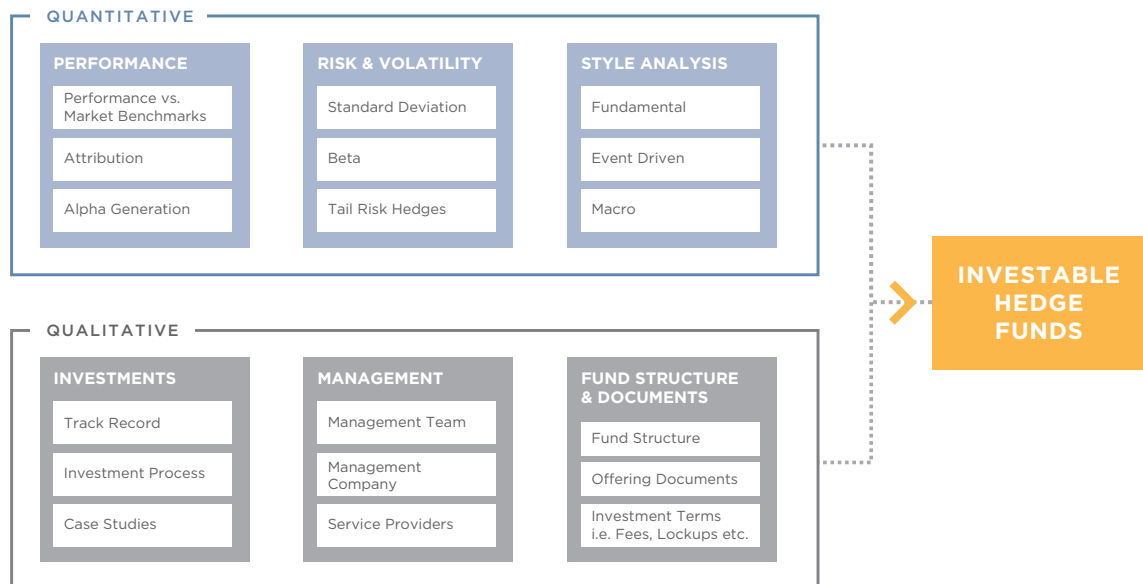 QUANTITATIVE
PERFORMANCE
Performance vs.
Market Benchmarks
Attribution
Alpha Generation
RISK & VOLATILITY
Standard Deviation
Beta
Tail Risk Hedges
STYLE ANALYSIS
Fundamental
Event Driven
Macro
QUALITATIVE
INVESTMENTS
Track Record
Investment Process
Case Studies
MANAGEMENT
Management Team
Management
Company
Service Providers
FUND STRUCTURE
& DOCUMENTS
Fund Structure
Offering Documents
Investment Terms
i.e. Fees, Lockups etc.
INVESTABLE
HEDGE
FUNDS